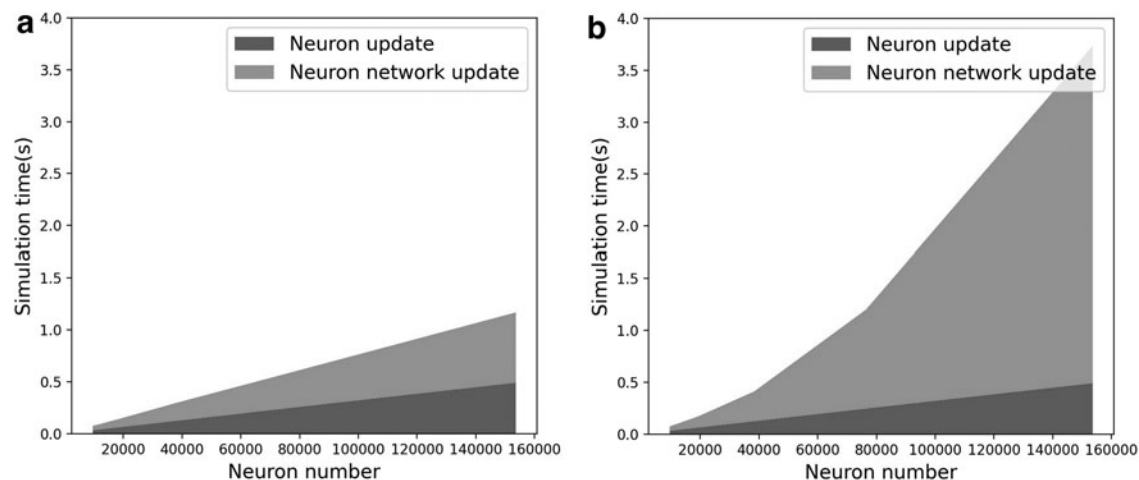 a
4.0
3.5
3.0
2.5
2.0
1.5
1.0
0.5
0.0
Simulation time(s)
Neuron update
Neuron network update
20000 40000 60000 80000 100000 120000 140000 160000
Neuron number
b
4.0
3.5
3.0
2.5
2.0
1.5
1.0
0.5
0.0
Simulation time(s)
Neuron update
Neuron network update
20000 40000 60000 80000 100000 120000 140000 160000
Neuron number